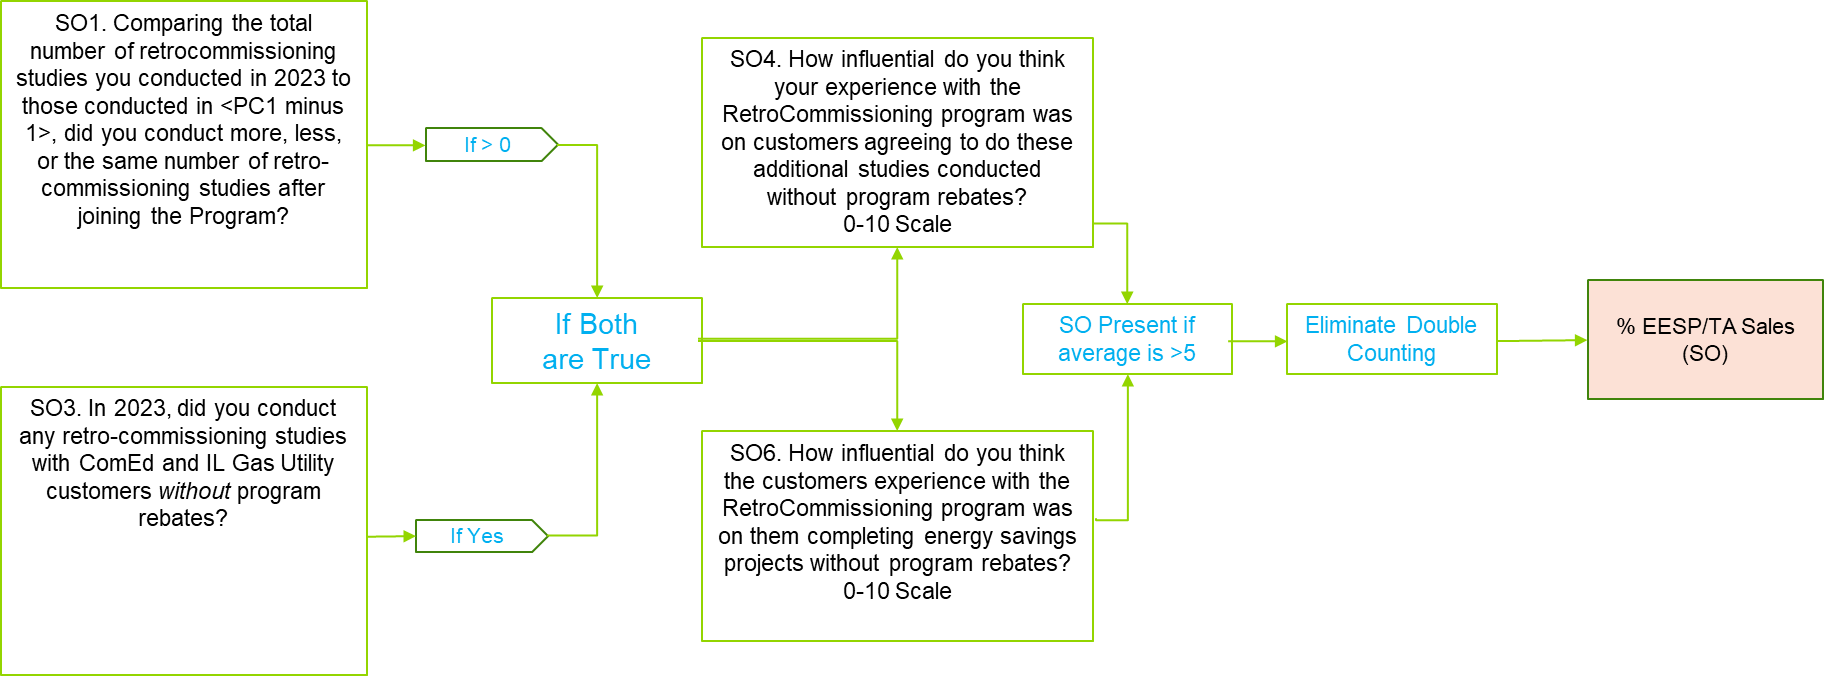 SO1. Comparing the total
number of retrocommissioning
studies you conducted in 2023 to
those conducted in <PC1 minus
1>, did you conduct more, less,
or the same number of retro-
commissioning studies after
joining the Program?
If > 0
SO3. In 2023, did you conduct
any retro-commissioning studies
with ComEd and IL Gas Utility
customers without program
rebates?
If Yes
If Both
are True
SO4. How influential do you think
your experience with the
RetroCommissioning program was
on customers agreeing to do these
additional studies conducted
without program rebates?
0-10 Scale
SO6. How influential do you think
the customers experience with the
RetroCommissioning program was
on them completing energy savings
projects without program rebates?
0-10 Scale
SO Present if
average is >5
Eliminate Double
Counting
% EESP/TA Sales
(SO)